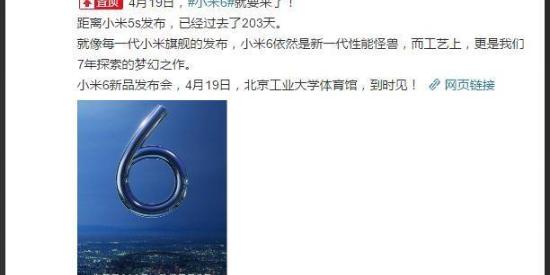 置顶 4月19日，#小米6#就要来了！
距离小米5s发布，已经过去了203天。
就像每一代小米旗舰的发布，小米6依然是新一代性能怪兽，而工艺上，更是我们
7年探索的梦幻之作。
小米6新品发布会，4月19日，北京工业大学体育馆，到时见！ 网页链接
6